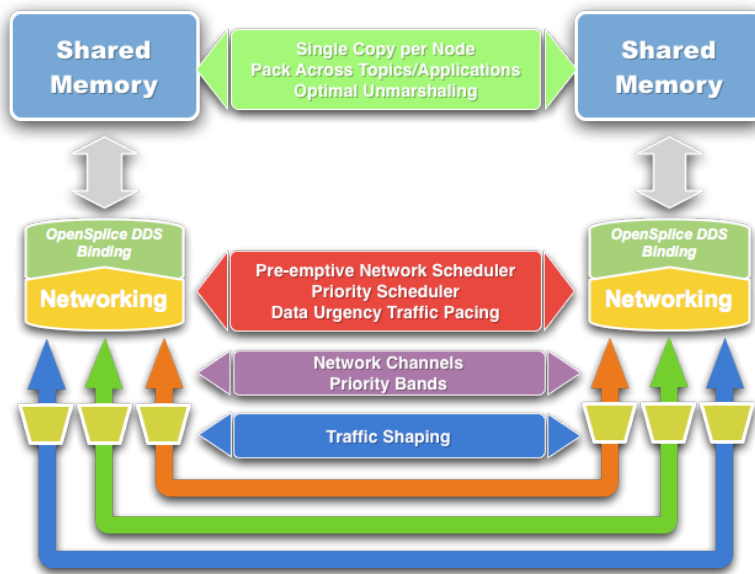 Shared
Memory
Single Copy per Node
Pack Across Topics/Applications
Optimal Unmarshaling
Shared
Memory
OpenSplice DDS
Binding
Networking
Pre-emptive Network Scheduler
Priority Scheduler
Data Urgency Traffic Pacing
OpenSplice DDS
Binding
Networking
Network Channels
Priority Bands
Traffic Shaping